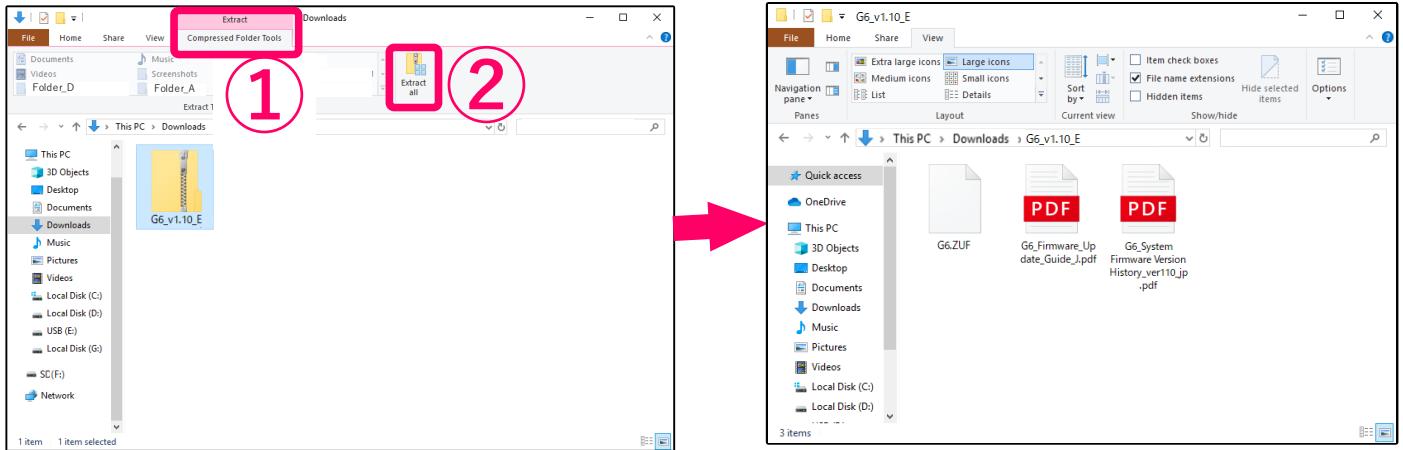 Extract
Downloads
File
Home
Share
View
Compressed Folder Tools
Documents
Music
Videos
Screenshots
Folder_D
Folder_A
Extract
all
①
②
This PC
Downloads
This PC
3D Objects
Desktop
Documents
Downloads
Music
Pictures
Videos
Local Disk (C:)
Local Disk (D:)
USB (E:)
Local Disk (G:)
(F:)
Network
G6_v1.10_E
1 item
1 item selected
G6_v1.10_E
File
Home
Share
View
Navigation
pane
Panes
Extra large icons
Large icons
Medium icons
Small icons
List
Details
Layout
Sort
by
Current view
Item check boxes
File name extensions
Hidden items
Hide selected
items
Show/hide
Options
This PC
Downloads
G6_v1.10_E
Quick access
OneDrive
This PC
3D Objects
Desktop
Documents
Downloads
Music
Pictures
Videos
Local Disk (C:)
Local Disk (D:)
G6.ZUF
PDF
G6_Firmware_Up
date_Guide_J.pdf
PDF
G6_System
Firmware Version
History_ver110_jp
.pdf
3 items